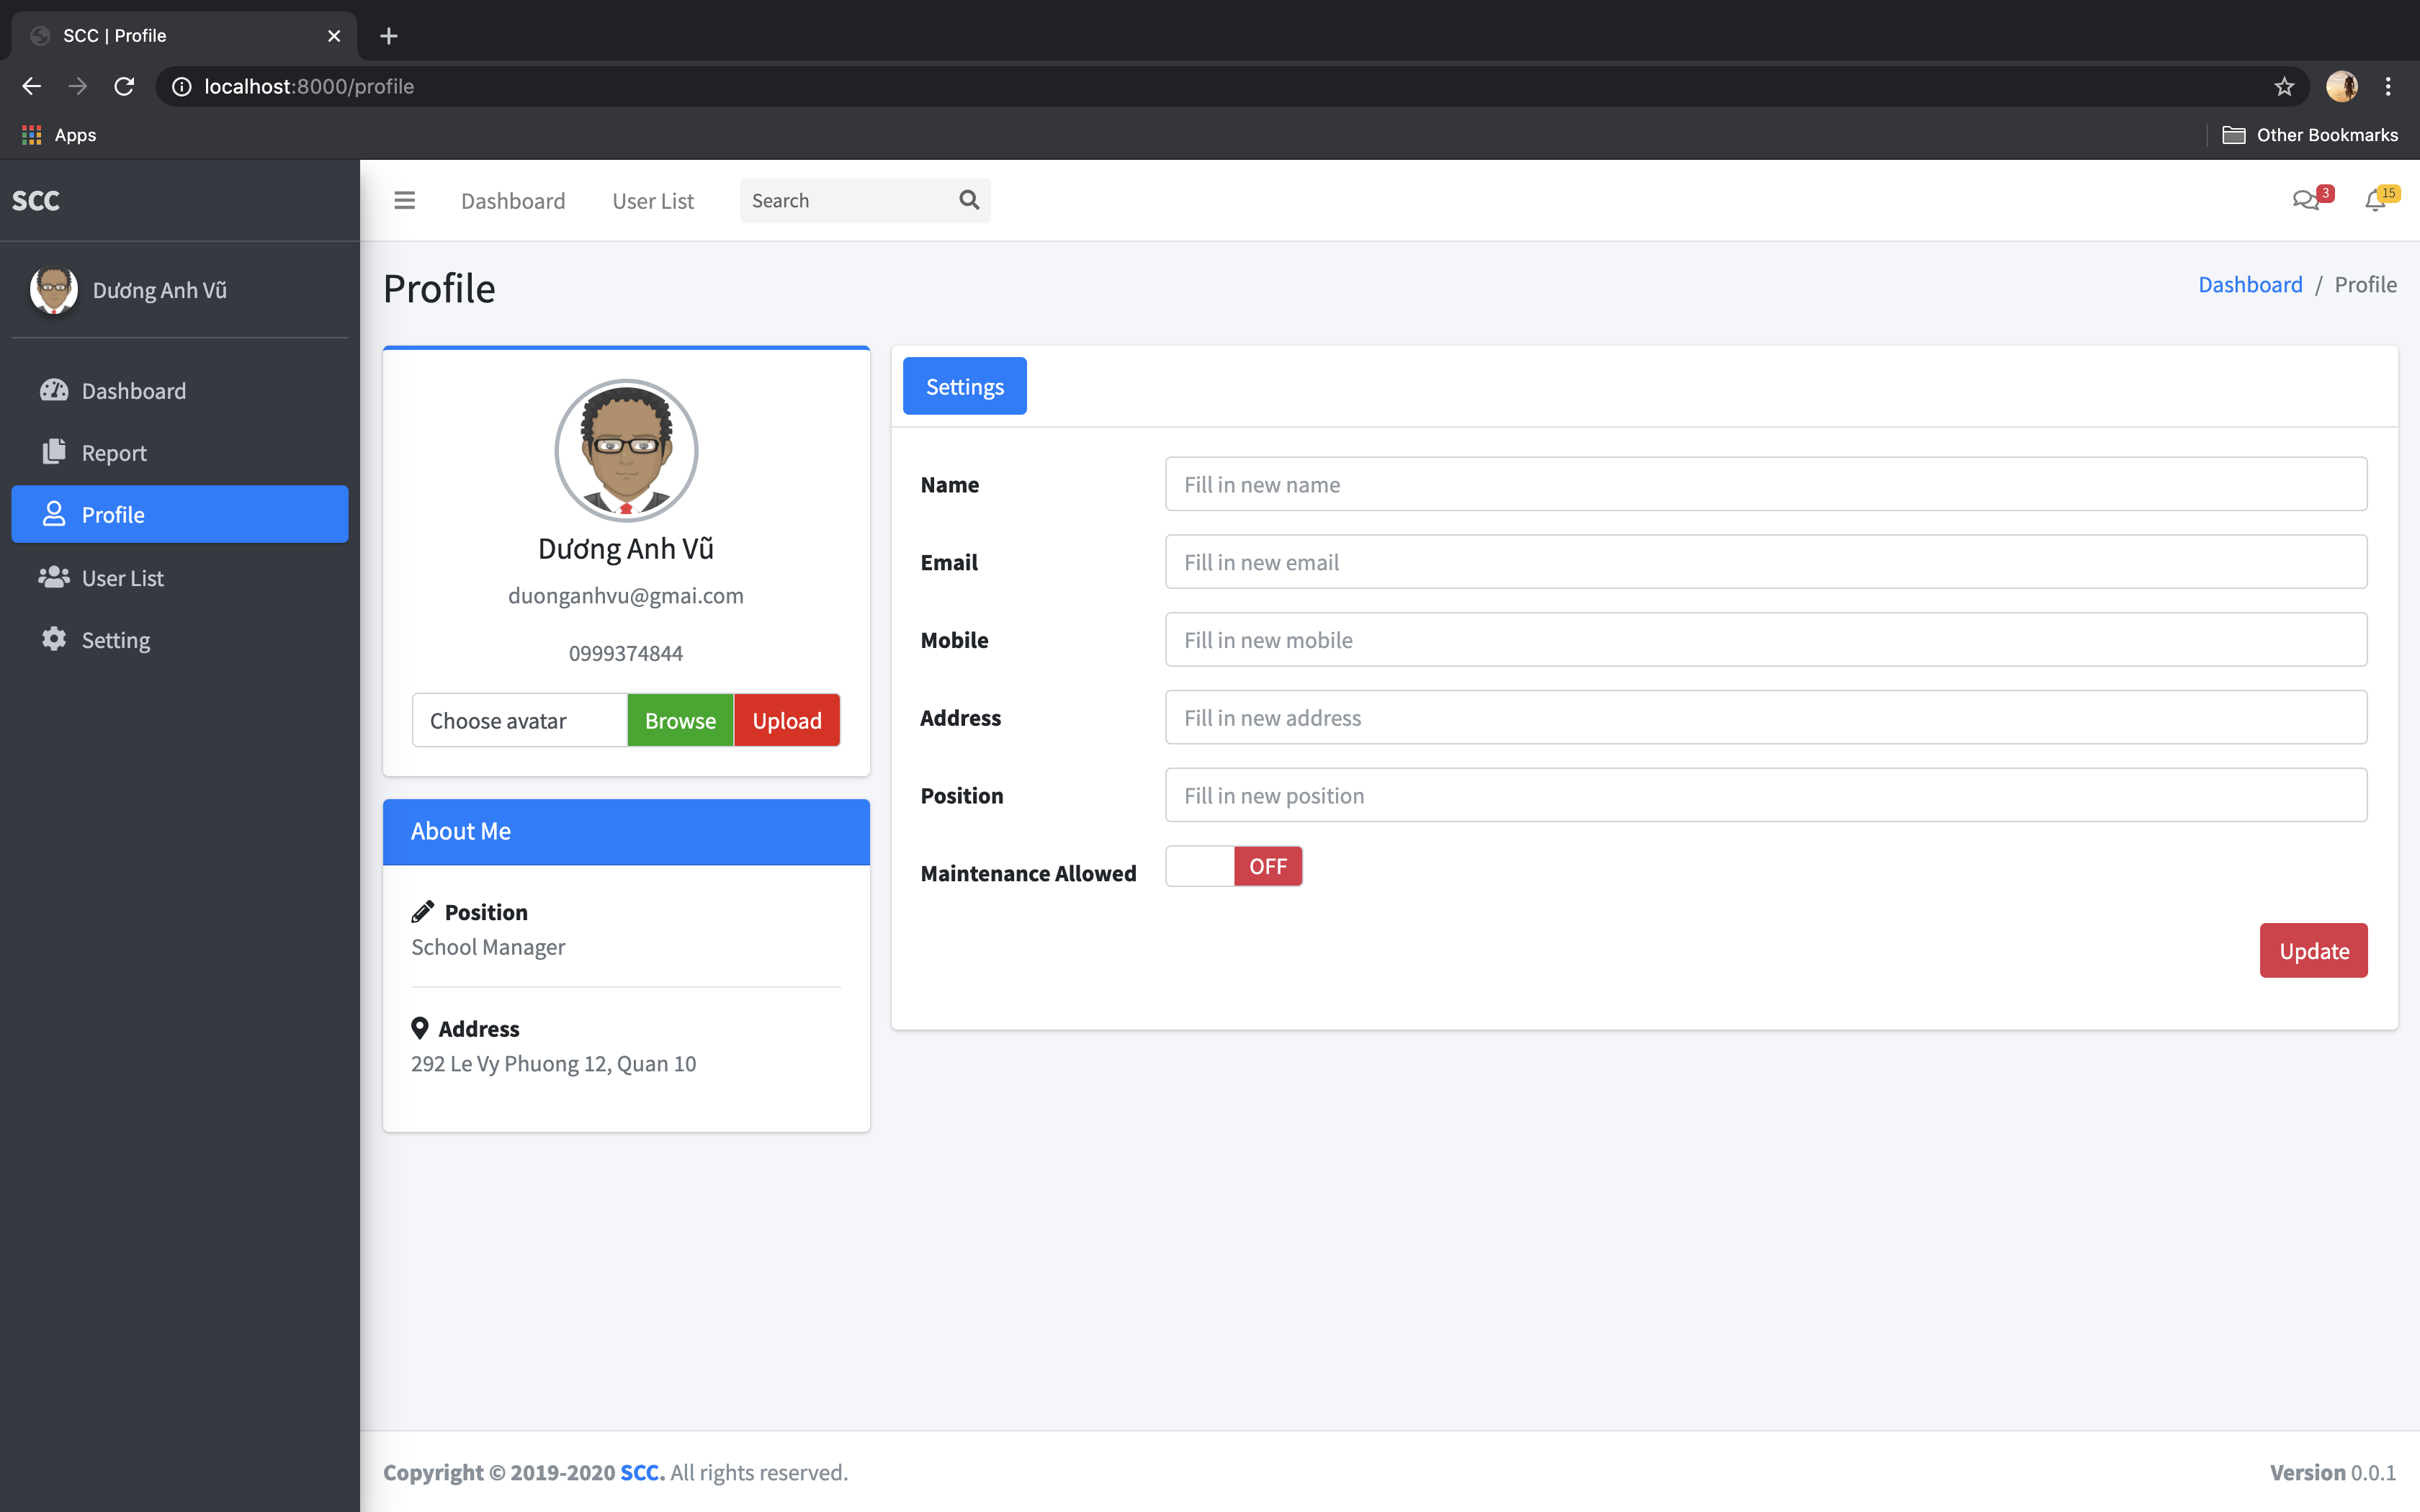 SCC | Profile
localhost:8000/profile
Apps
Other Bookmarks
SCC
Dashboard
User List
Search
3
15
Dương Anh Vũ
Dashboard
Report
Profile
User List
Setting
Profile
Dashboard / Profile
Dương Anh Vũ
duonganhvu@gmai.com
0999374844
Choose avatar
Browse
Upload
About Me
Position
School Manager
Address
292 Le Vy Phuong 12, Quan 10
Settings
Name
Fill in new name
Email
Fill in new email
Mobile
Fill in new mobile
Address
Fill in new address
Position
Fill in new position
Maintenance Allowed
OFF
Update
Copyright © 2019-2020 SCC. All rights reserved.
Version 0.0.1